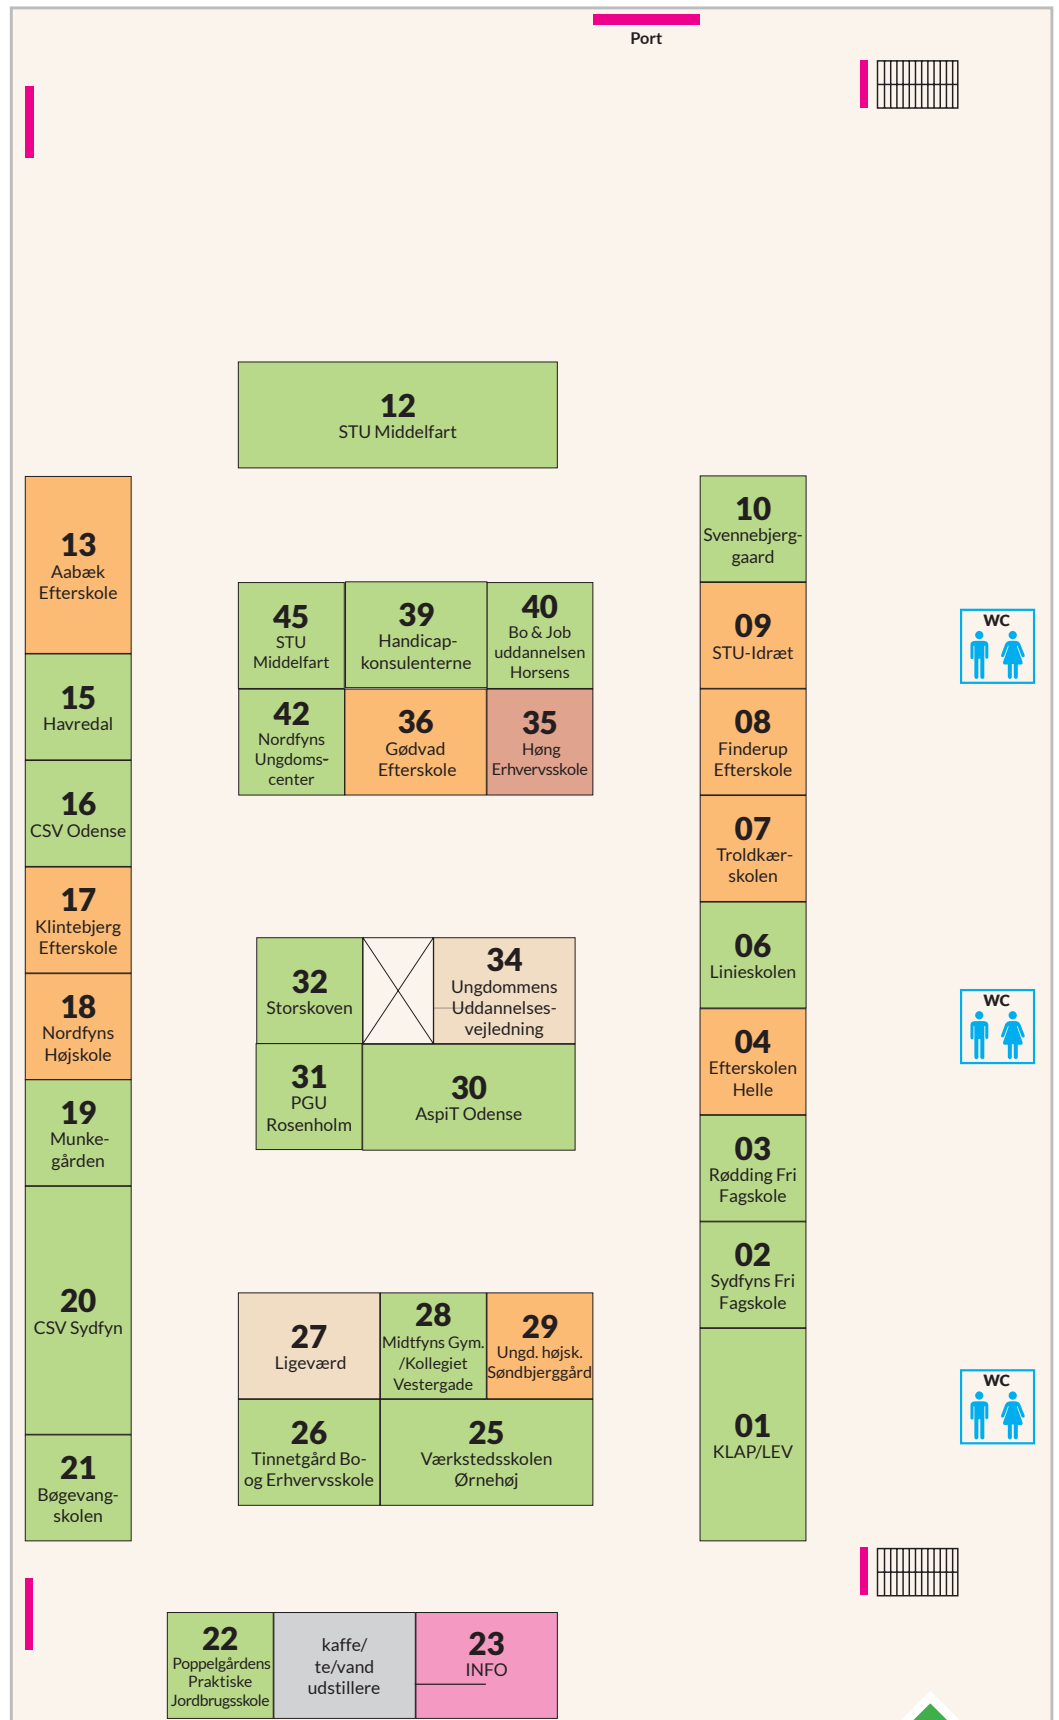 Port
12
STU Middelfart
13
Aabæk
Efterskole
15
Havredal
16
CSV Odense
17
Klintebjerg
Efterskole
18
Nordfyns
Højskole
19
Munke-
gården
20
CSV Sydfyn
21
Bøgevang-
skolen
45
STU
Middelfart
39
Handicap-
konsulenterne
40
Bo & Job
uddannelsen
Horsens
42
Nordfyns
Ungdoms-
center
36
Gødvad
Efterskole
35
Høng
Erhvervsskole
32
Storskoven
34
Ungdommens
Uddannelses-
vejledning
31
PGU
Rosenholm
30
AspiT Odense
27
Ligeværd
28
Midtfyns Gym.
/Kollegiet
Vestergade
29
Ungd. højsk.
Søndbjerggård
26
Tinnetgård Bo-
og Erhvervsskole
25
Værkstedsskolen
Ørnehøj
22
Poppelgårdens
Praktiske
Jordbrugsskole
kaffe/
te/vand
udstillere
23
INFO
10
Svennebjerg-
gaard
09
STU-Idræt
08
Finderup
Efterskole
07
Troldkær-
skolen
06
Linieskolen
04
Efterskolen
Helle
03
Rødding Fri
Fagskole
02
Sydfyns Fri
Fagskole
01
KLAP/LEV
WC
WC
WC